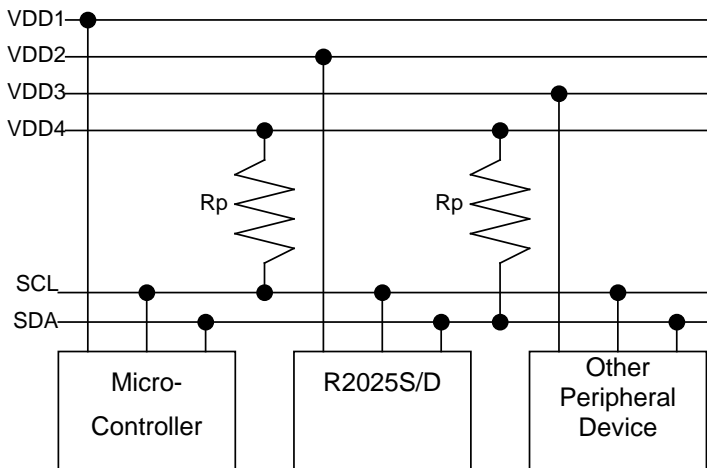 VDD1
VDD2
VDD3
VDD4
Rp
Rp
SCL
SDA
Micro-
Controller
R2025S/D
Other
Peripheral
Device